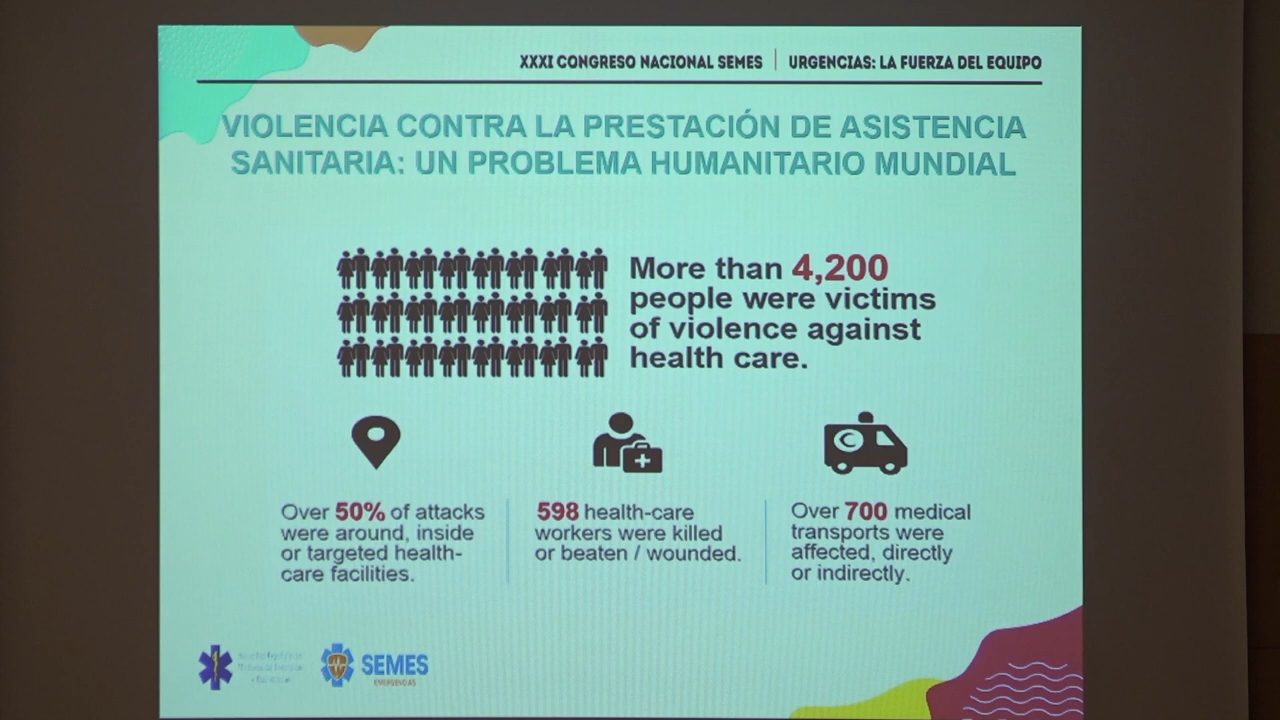 XXXI CONGRESO NACIONAL SEMES URGENCIAS: LA FUERZA DEL EQUIPO
VIOLENCIA CONTRA LA PRESTACIÓN DE ASISTENCIA
SANITARIA: UN PROBLEMA HUMANITARIO MUNDIAL
More than 4,200
people were victims
of violence against
health care.
Over 50% of attacks
were around, inside
or targeted health-
care facilities.
598 health-care
workers were killed
or beaten / wounded.
Over 700 medical
transports were
affected, directly
or indirectly.
SEMES
EMERGENCIAS